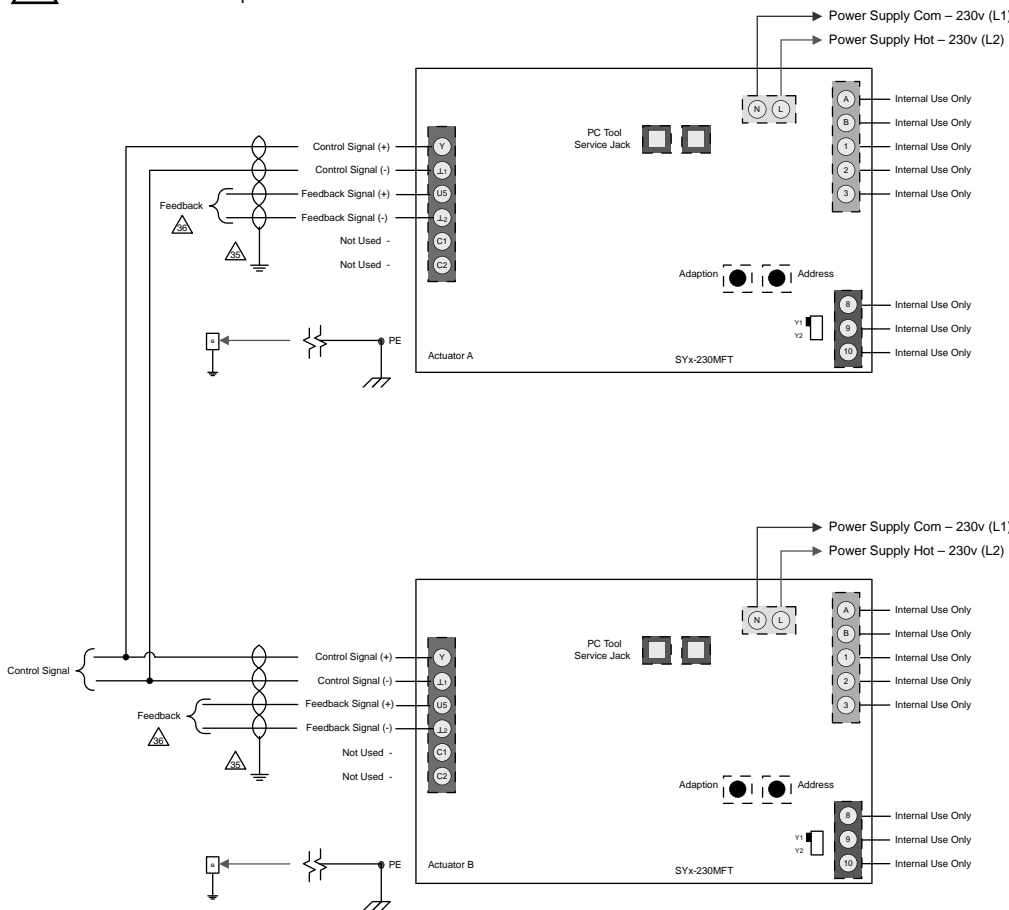 Power Supply Com – 230v (L1)
Power Supply Hot – 230v (L2)
N L
A Internal Use Only
B Internal Use Only
1 Internal Use Only
2 Internal Use Only
3 Internal Use Only
PC Tool
Service Jack
Control Signal (+) Y
Control Signal (-) ⊥1
Feedback Signal (+) U5
Feedback Signal (-) ⊥2
Not Used - C1
Not Used - C2
Feedback
36
35
Adaption Address
8 Internal Use Only
9 Internal Use Only
10 Internal Use Only
Y1
Y2
G
PE
Actuator A
SYx-230MFT
Power Supply Com – 230v (L1)
Power Supply Hot – 230v (L2)
N L
A Internal Use Only
B Internal Use Only
1 Internal Use Only
2 Internal Use Only
3 Internal Use Only
PC Tool
Service Jack
Control Signal
Control Signal (+) Y
Control Signal (-) ⊥1
Feedback Signal (+) U5
Feedback Signal (-) ⊥2
Not Used - C1
Not Used - C2
Feedback
36
35
Adaption Address
8 Internal Use Only
9 Internal Use Only
10 Internal Use Only
Y1
Y2
G
PE
Actuator B
SYx-230MFT